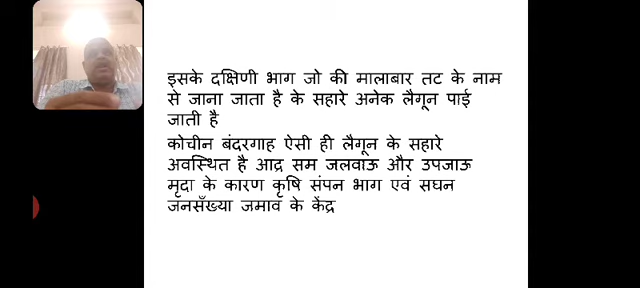 इसके दक्षिणी भाग जो की मालाबार तट के नाम
से जाना जाता है के सहारे अनेक लैगून पाई
जाती है
कोचीन बंदरगाह ऐसी ही लैगून के सहारे
अवस्थित है आद्र सम जलवाऊ और उपजाऊ
मृदा के कारण कृषि संपन भाग एवं सघन
जनसँख्या जमाव के केंद्र